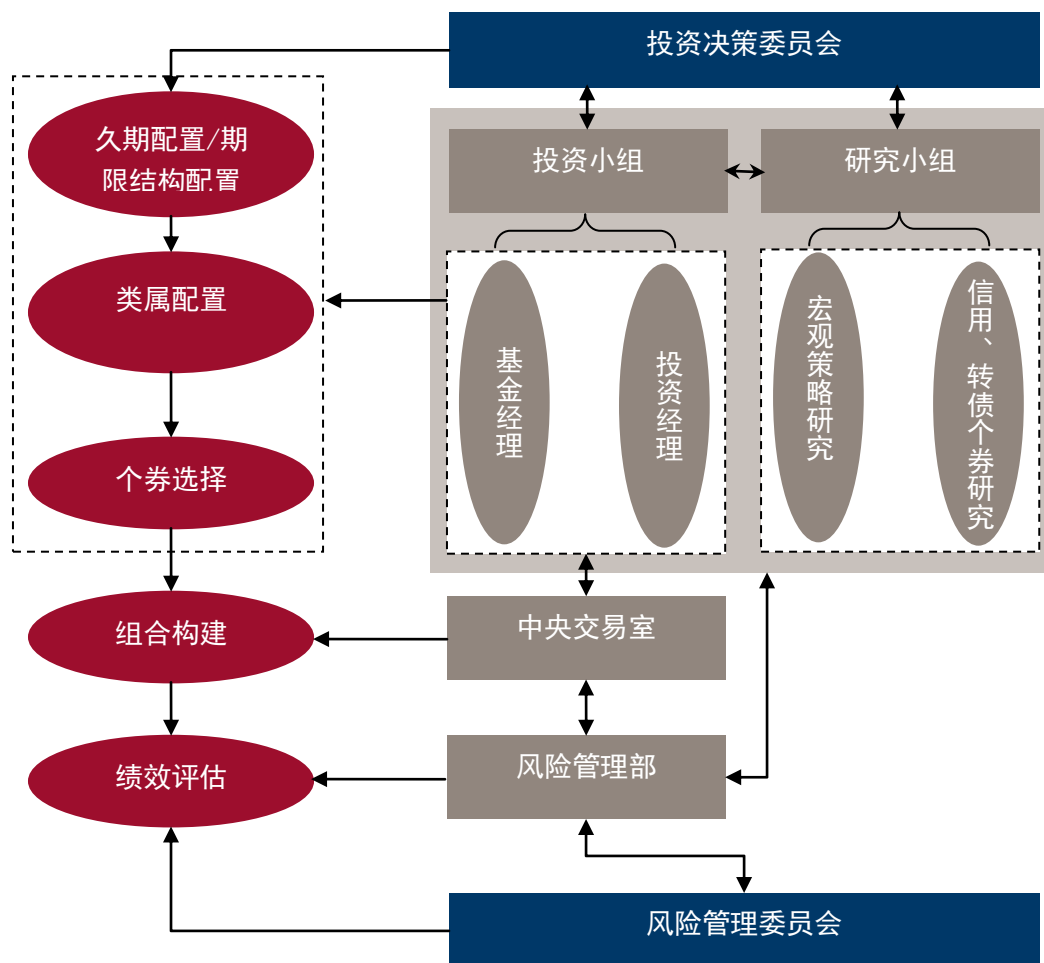 投资决策委员会
久期配置/期
限结构配置
投资小组
研究小组
类属配置
基金经理
投资经理
宏观策略研究
信用、转债个券研究
个券选择
组合构建
中央交易室
绩效评估
风险管理部
风险管理委员会